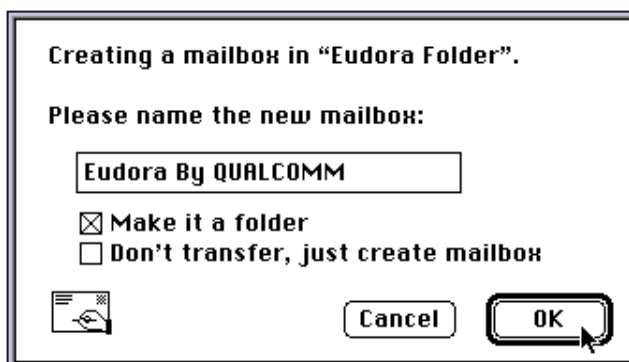 Creating a mailbox in “Eudora Folder”.
Please name the new mailbox:
Eudora By QUALCOMM
Make it a folder
Don't transfer, just create mailbox
Cancel OK